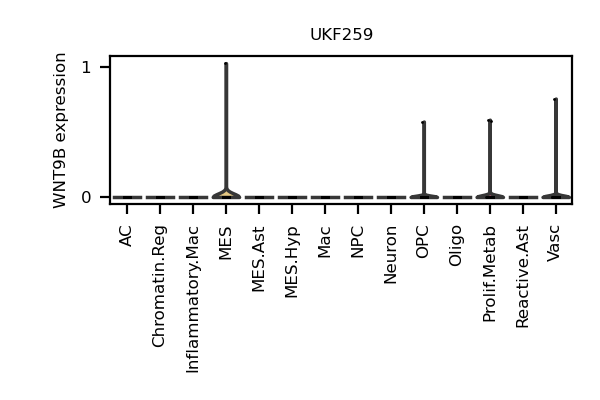 UKF259
WNT9B expression
1
0
AC
Chromatin.Reg
Inflammatory.Mac
MES
MES.Ast
MES.Hyp
Mac
NPC
Neuron
OPC
Oligo
Prolif.Metab
Reactive.Ast
Vasc